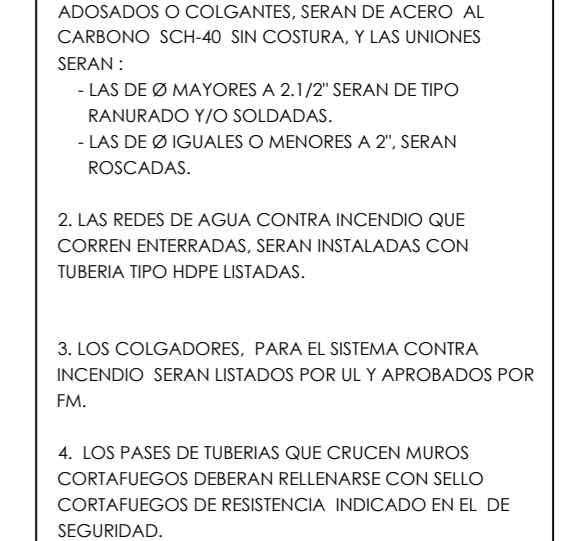 ADOSADOS O COLGANTES, SERAN DE ACERO AL
CARBONO SCH-40 SIN COSTURA, Y LAS UNIONES
SERAN :
- LAS DE Ø MAYORES A 2.1/2" SERAN DE TIPO
RANURADO Y/O SOLDADAS.
- LAS DE Ø IGUALES O MENORES A 2", SERAN
ROSCADAS.
2. LAS REDES DE AGUA CONTRA INCENDIO QUE
CORREN ENTERRADAS, SERAN INSTALADAS CON
TUBERIA TIPO HDPE LISTADAS.
3. LOS COLGADORES, PARA EL SISTEMA CONTRA
INCENDIO SERAN LISTADOS POR UL Y APROBADOS POR
FM.
4. LOS PASES DE TUBERIAS QUE CRUCEN MUROS
CORTAFUEGOS DEBERAN RELLENARSE CON SELLO
CORTAFUEGOS DE RESISTENCIA INDICADO EN EL DE
SEGURIDAD.